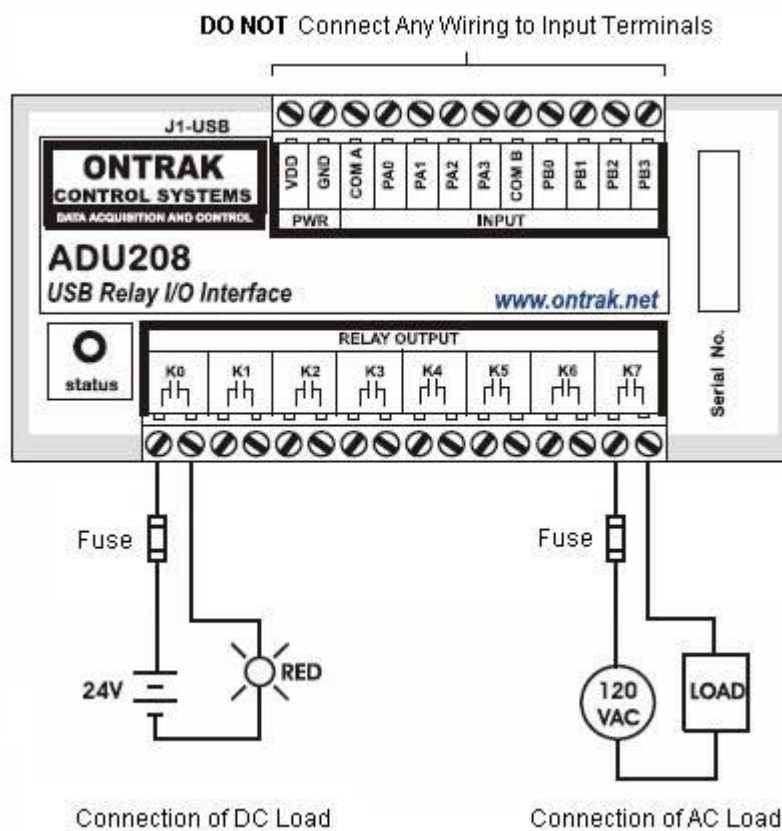 DO NOT Connect Any Wiring to Input Terminals
J1-USB
ONTRAK
CONTROL SYSTEMS
DATA ACQUISITION AND CONTROL
VDD GND COM A PA0 PA1 PA2 PA3 COM B PB0 PB1 PB2 PB3
PWR INPUT
ADU208
USB Relay I/O Interface
www.ontrak.net
Serial No.
status
RELAY OUTPUT
K0 K1 K2 K3 K4 K5 K6 K7
Fuse
Fuse
24V
RED
120
VAC
LOAD
Connection of DC Load
Connection of AC Load